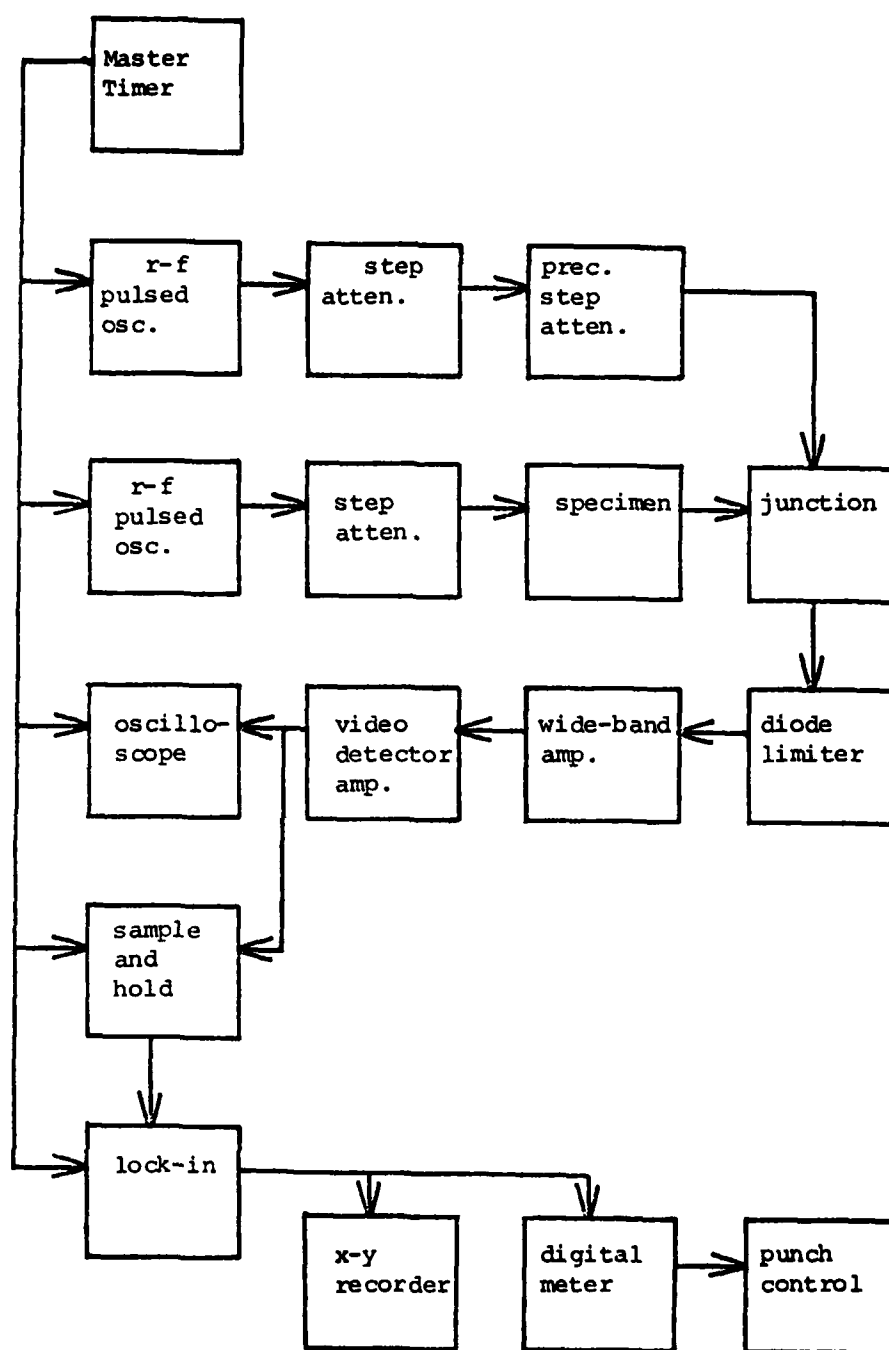 Master
Timer
r-f
pulsed
osc.
step
atten.
prec.
step
atten.
r-f
pulsed
osc.
step
atten.
specimen
junction
oscillo-
scope
video
detector
amp.
wide-band
amp.
diode
limiter
sample
and
hold
lock-in
x-y
recorder
digital
meter
punch
control